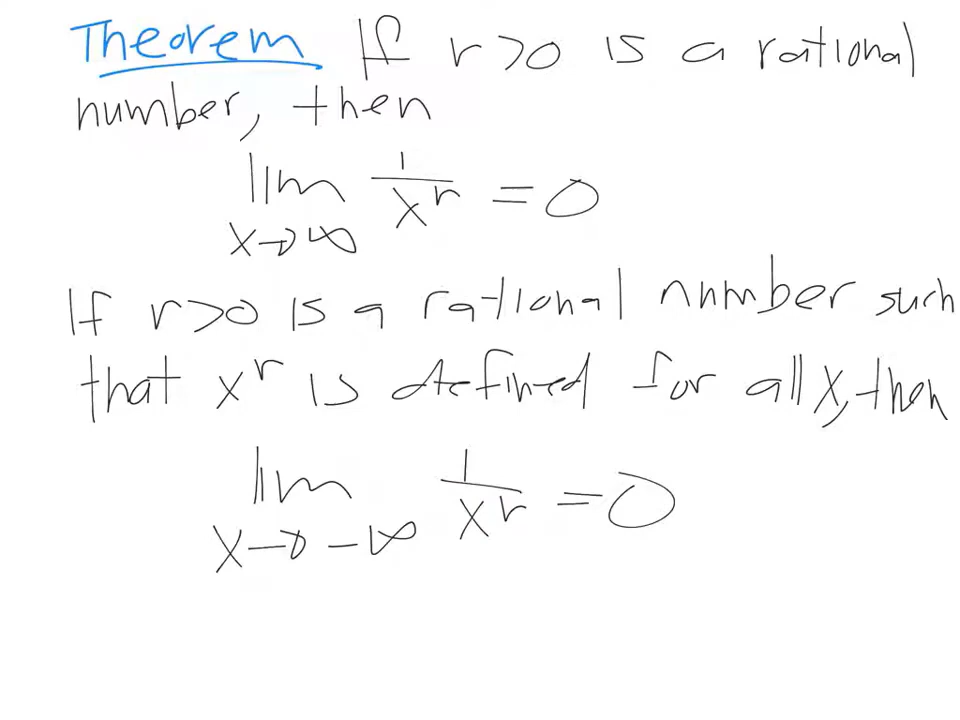 Theorem If r>0 is a rational
number, then
lim 1/x^r = 0
x→∞
If r>0 is a rational number such
that x^r is defined for all x, then
lim 1/x^r = 0
x→-∞